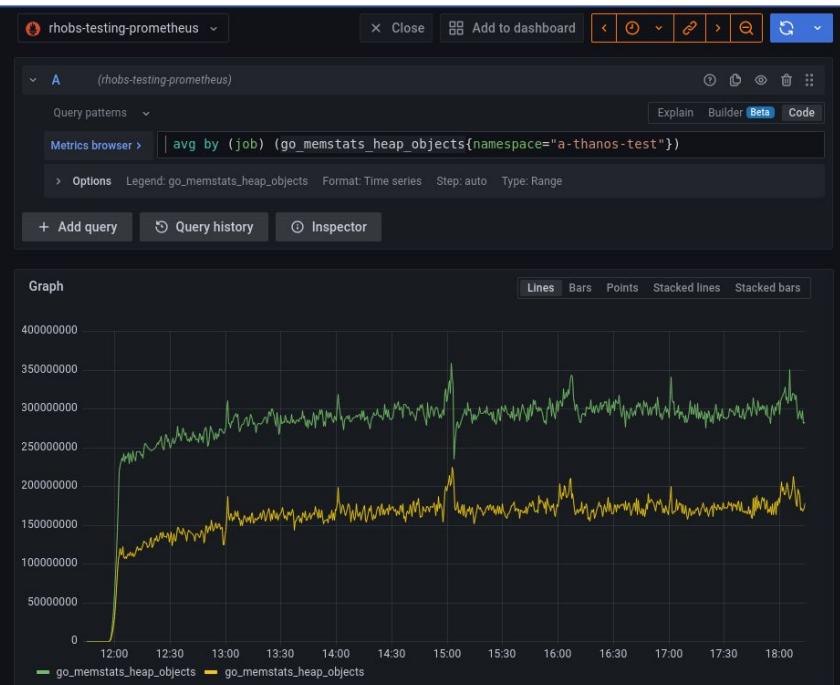 rhobs-testing-prometheus
Close
Add to dashboard
A (rhobs-testing-prometheus)
Query patterns
Explain Builder Beta Code
Metrics browser > avg by (job) (go_memstats_heap_objects{namespace="a-thanos-test"})
> Options Legend: go_memstats_heap_objects Format: Time series Step: auto Type: Range
+ Add query
Query history
Inspector
Graph
Lines Bars Points Stacked lines Stacked bars
400000000
350000000
300000000
250000000
200000000
150000000
100000000
50000000
0
12:00 12:30 13:00 13:30 14:00 14:30 15:00 15:30 16:00 16:30 17:00 17:30 18:00
go_memstats_heap_objects go_memstats_heap_objects